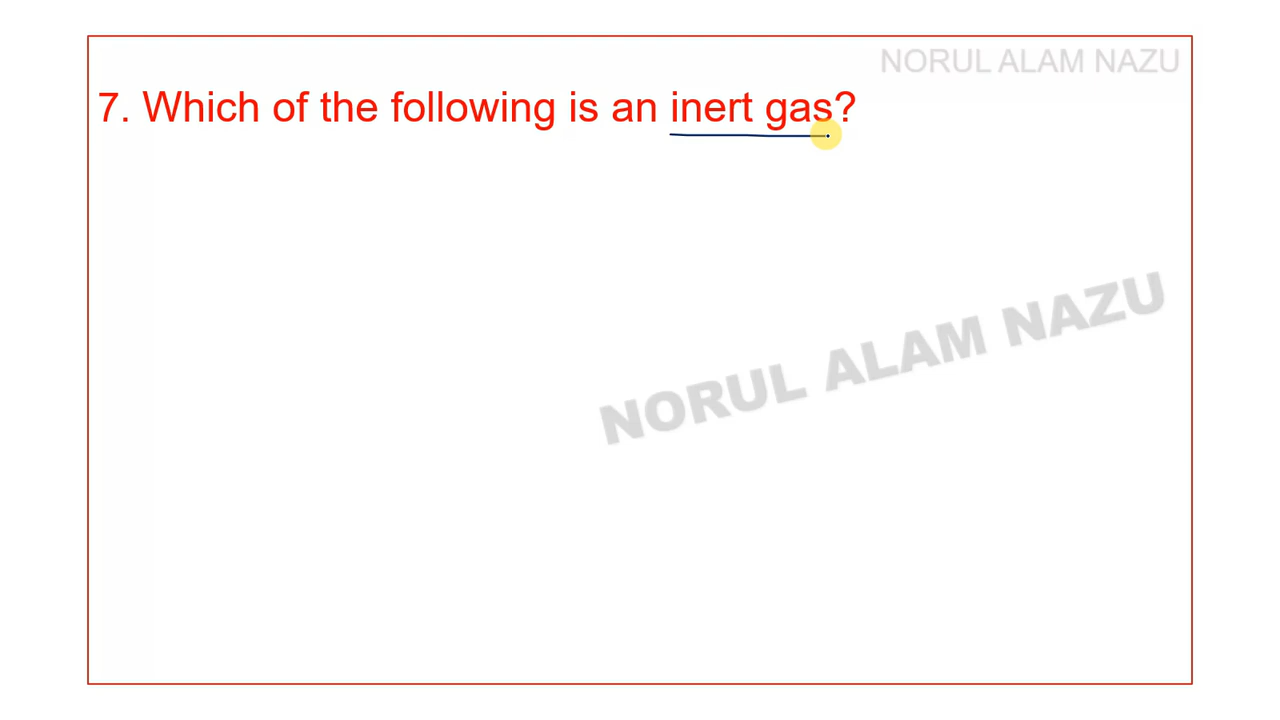 NORUL ALAM NAZU
7. Which of the following is an inert gas?
NORUL ALAM NAZU